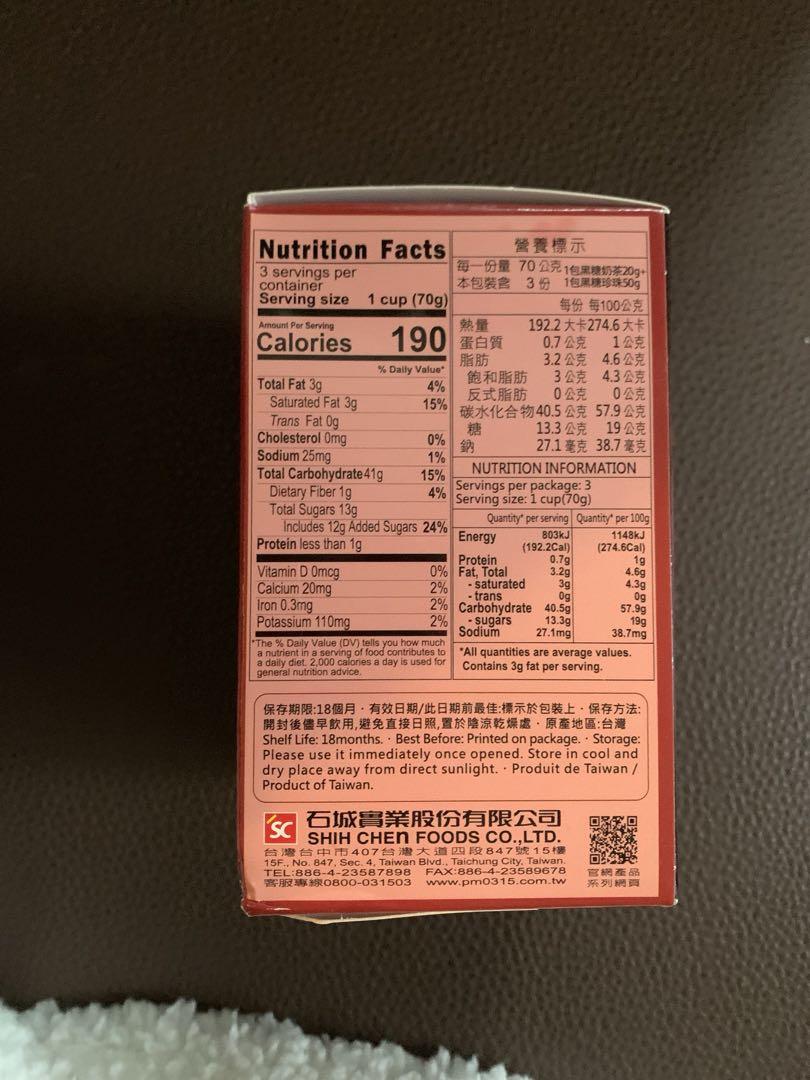 Nutrition Facts
3 servings per
container
Serving size 1 cup (70g)
Amount Per Serving
Calories 190
% Daily Value*
Total Fat 3g 4%
Saturated Fat 3g 15%
Trans Fat 0g
Cholesterol 0mg 0%
Sodium 25mg 1%
Total Carbohydrate41g 15%
Dietary Fiber 1g 4%
Total Sugars 13g
Includes 12g Added Sugars 24%
Protein less than 1g
Vitamin D 0mcg 0%
Calcium 20mg 2%
Iron 0.3mg 2%
Potassium 110mg 2%
*The % Daily Value (DV) tells you how much
a nutrient in a serving of food contributes to
a daily diet. 2,000 calories a day is used for
general nutrition advice.
營養標示
每一份量 70 公克 1包黑糖奶茶20g+
本包裝含 3 份 1包黑糖珍珠50g
每份 每100公克
熱量 192.2 大卡 274.6 大卡
蛋白質 0.7 公克 1 公克
脂肪 3.2 公克 4.6 公克
飽和脂肪 3 公克 4.3 公克
反式脂肪 0 公克 0 公克
碳水化合物 40.5 公克 57.9 公克
糖 13.3 公克 19 公克
鈉 27.1 毫克 38.7 毫克
NUTRITION INFORMATION
Servings per package: 3
Serving size: 1 cup(70g)
Quantity* per serving Quantity* per 100g
Energy 803kJ 1148kJ
(192.2Cal) (274.6Cal)
Protein 0.7g 1g
Fat, Total 3.2g 4.6g
- saturated 3g 4.3g
- trans 0g 0g
Carbohydrate 40.5g 57.9g
- sugars 13.3g 19g
Sodium 27.1mg 38.7mg
*All quantities are average values.
Contains 3g fat per serving.
保存期限:18個月 · 有效日期/此日期前最佳:標示於包裝上 · 保存方法:
開封後儘早飲用,避免直接日照,置於陰涼乾燥處 · 原產地區:台灣
Shelf Life: 18months. · Best Before: Printed on package. · Storage:
Please use it immediately once opened. Store in cool and
dry place away from direct sunlight. · Produit de Taiwan /
Product of Taiwan.
SC 石城實業股份有限公司
SHIH CHEN FOODS CO.,LTD.
台灣台中市407台灣大道四段847號15樓
15F., No. 847, Sec. 4, Taiwan Blvd., Taichung City, Taiwan.
TEL:886-4-23587898 FAX:886-4-23589678
客服專線0800-031503 www.pm0315.com.tw
官網產品
系列網頁